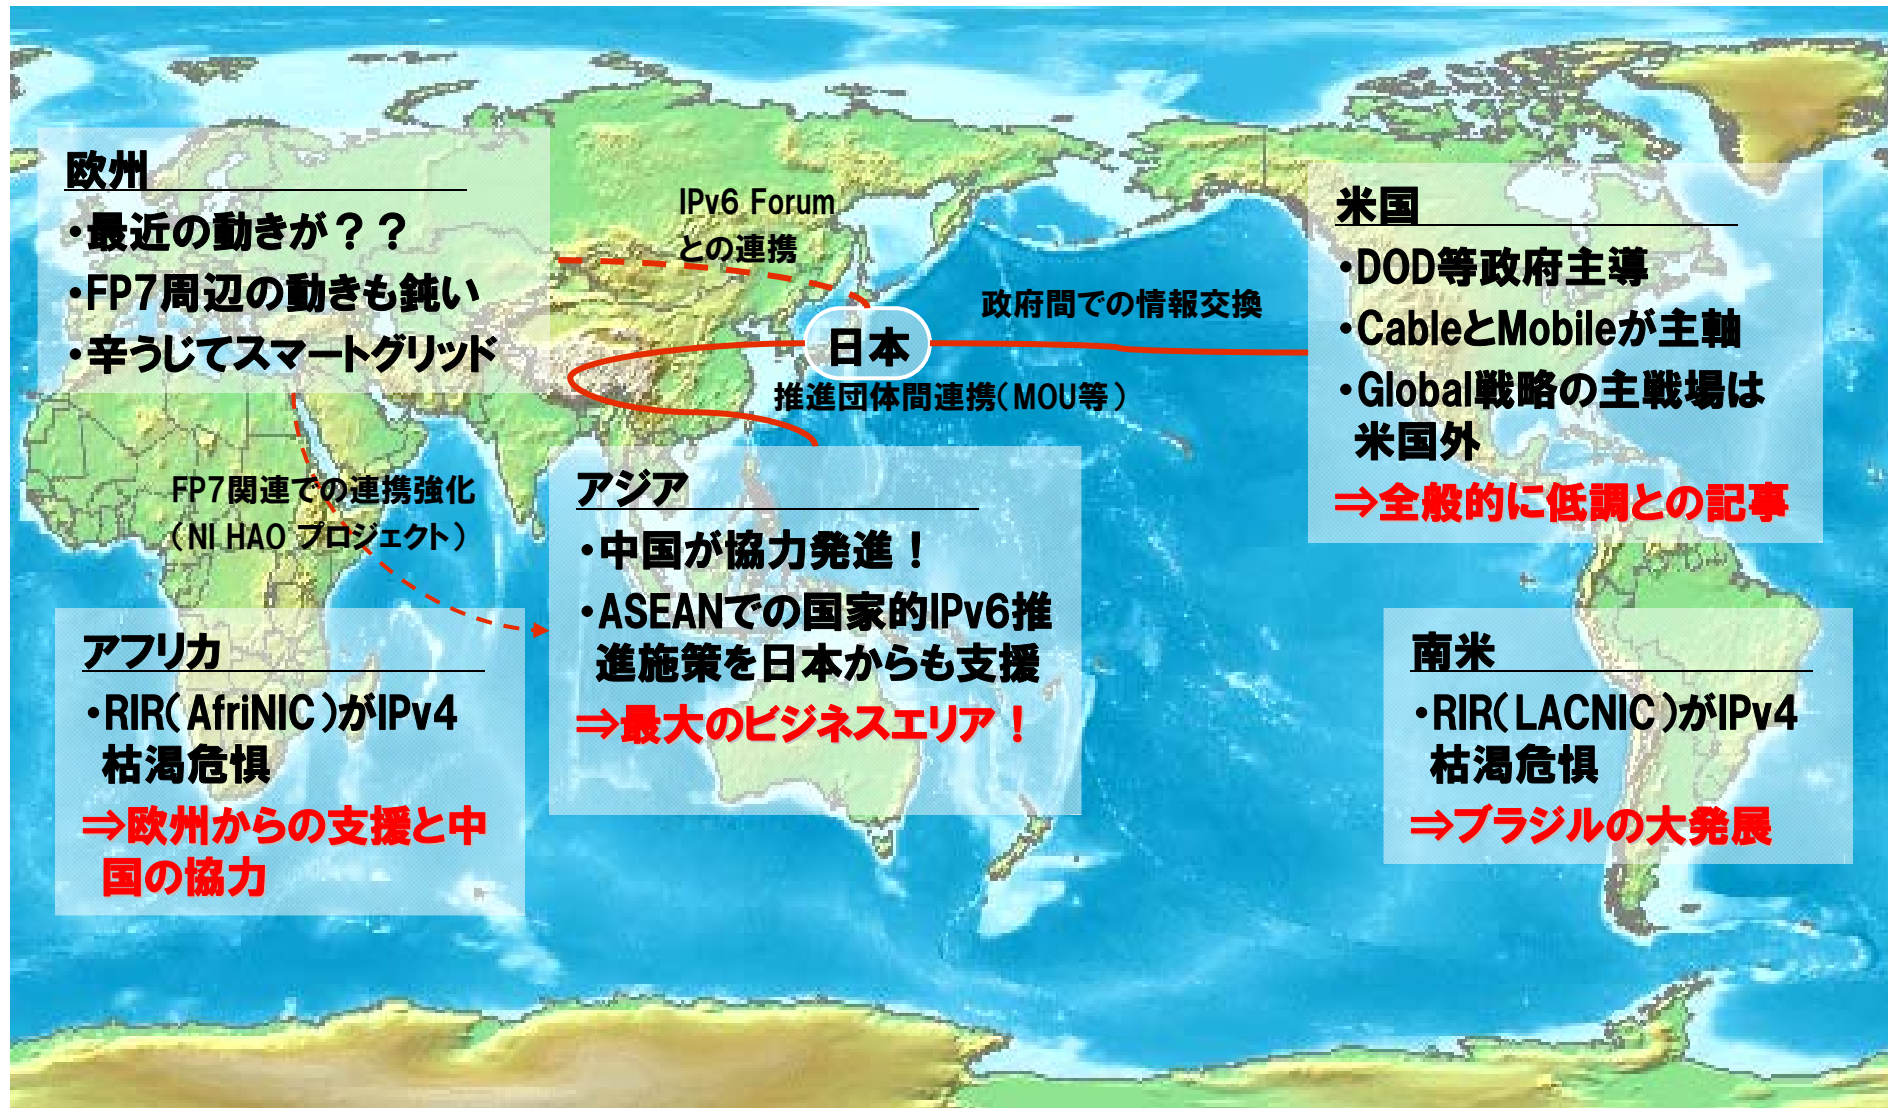 欧州
・最近の動きが？？
・FP7周辺の動きも鈍い
・辛うじてスマートグリッド
IPv6 Forum
との連携
米国
・DOD等政府主導
・CableとMobileが主軸
・Global戦略の主戦場は
米国外
⇒全般的に低調との記事
政府間での情報交換
日本
推進団体間連携（MOU等）
FP7関連での連携強化
（NI HAO プロジェクト）
アジア
・中国が協力発進！
・ASEANでの国家的IPv6推
進施策を日本からも支援
⇒最大のビジネスエリア！
アフリカ
・RIR（AfriNIC）がIPv4
枯渇危惧
⇒欧州からの支援と中
国の協力
南米
・RIR（LACNIC）がIPv4
枯渇危惧
⇒ブラジルの大発展